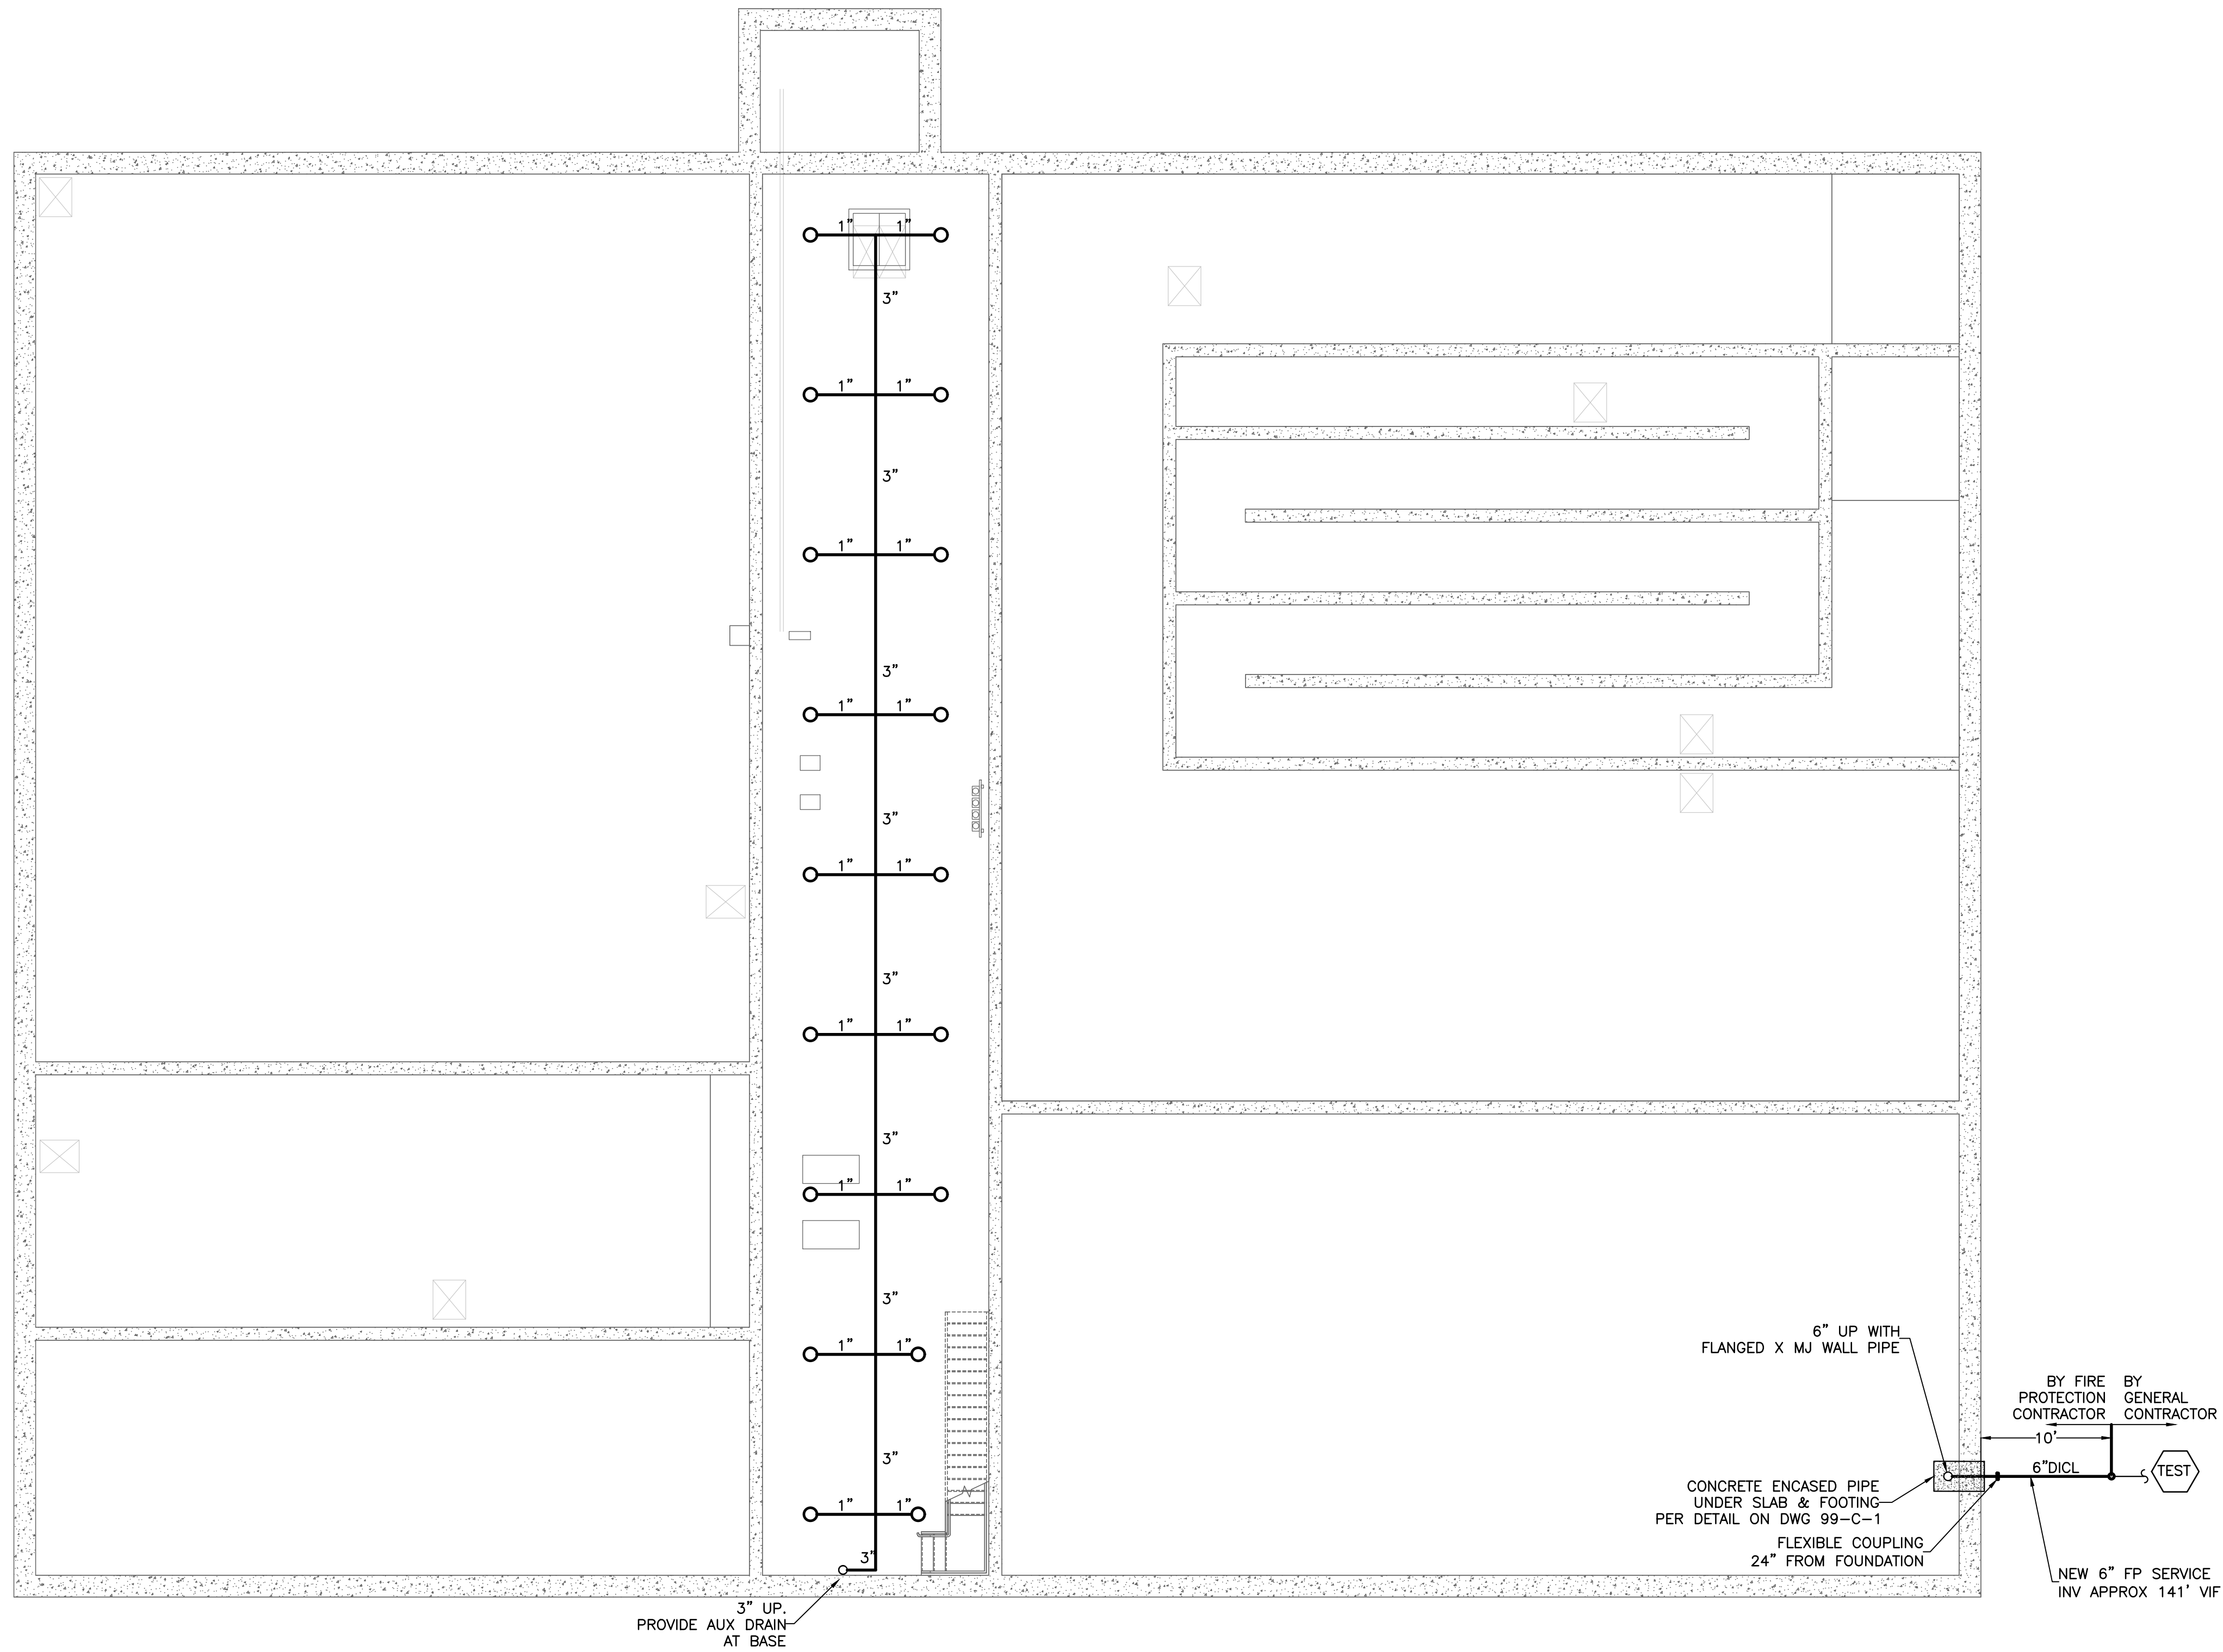 1" 1"
3"
1" 1"
3"
1" 1"
3"
1" 1"
3"
1" 1"
3"
1" 1"
3"
1" 1"
3"
1" 1"
3"
1" 1"
3"
3" UP.
PROVIDE AUX DRAIN
AT BASE
6" UP WITH
FLANGED X MJ WALL PIPE
BY FIRE
PROTECTION
CONTRACTOR
BY
GENERAL
CONTRACTOR
10'
6"DICL
TEST
CONCRETE ENCASED PIPE
UNDER SLAB & FOOTING
PER DETAIL ON DWG 99-C-1
FLEXIBLE COUPLING
24" FROM FOUNDATION
NEW 6" FP SERVICE
INV APPROX 141' VIF